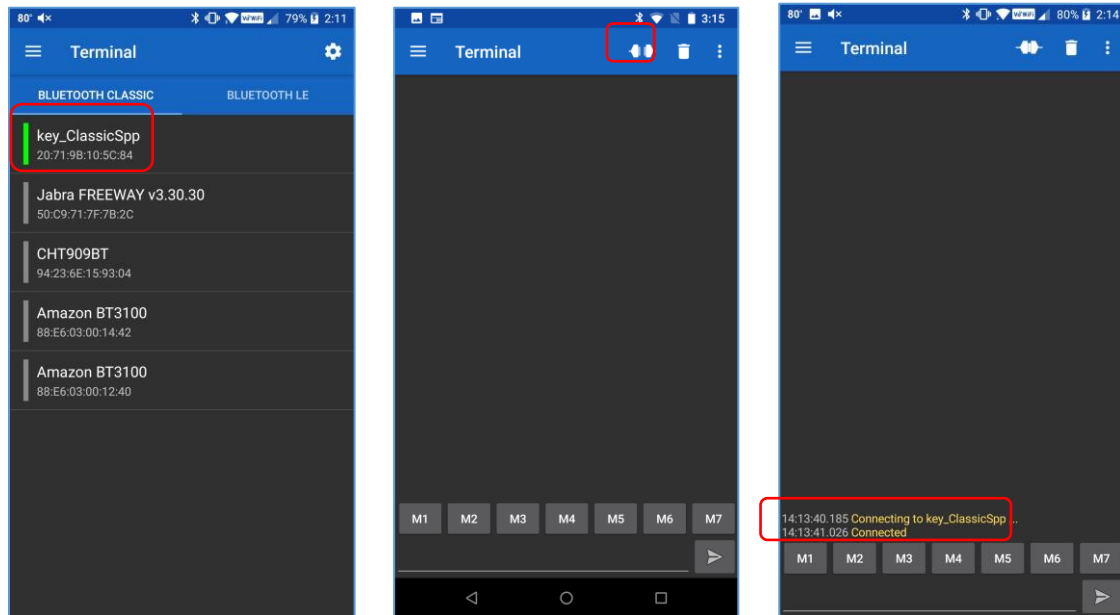 80°
79%
2:11
Terminal
BLUETOOTH CLASSIC
BLUETOOTH LE
key_ClassicSpp
20:71:9B:10:5C:84
Jabra FREEWAY v3.30.30
50:C9:71:7F:7B:2C
CHT909BT
94:23:6E:15:93:04
Amazon BT3100
88:E6:03:00:14:42
Amazon BT3100
88:E6:03:00:12:40
3:15
Terminal
M1 M2 M3 M4 M5 M6 M7
80°
80%
2:14
Terminal
14:13:40.185 Connecting to key_ClassicSpp ...
14:13:41.026 Connected
M1 M2 M3 M4 M5 M6 M7